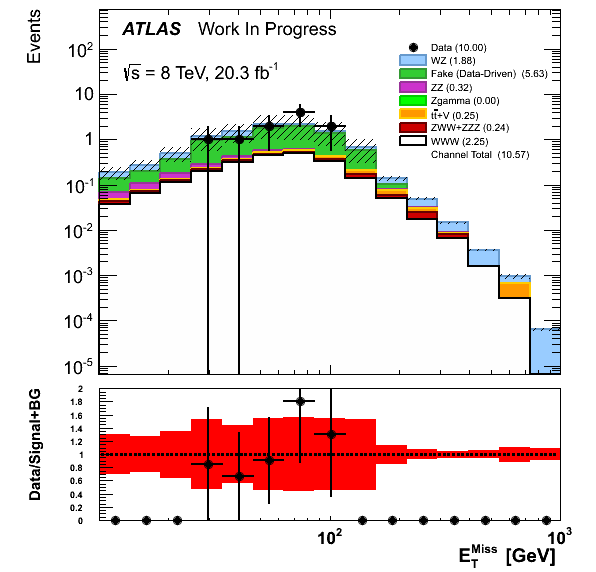 Events
ATLAS Work In Progress
√s = 8 TeV, 20.3 fb⁻¹
Data (10.00)
WZ (1.88)
Fake (Data-Driven) (5.63)
ZZ (0.32)
Zgamma (0.00)
tt̄+V (0.25)
ZWW+ZZZ (0.24)
WWW (2.25)
Channel Total (10.57)
10²
10
1
10⁻¹
10⁻²
10⁻³
10⁻⁴
10⁻⁵
Data/Signal+BG
2
1.8
1.6
1.4
1.2
1
0.8
0.6
0.4
0.2
0
10² 10³
E_T^Miss [GeV]